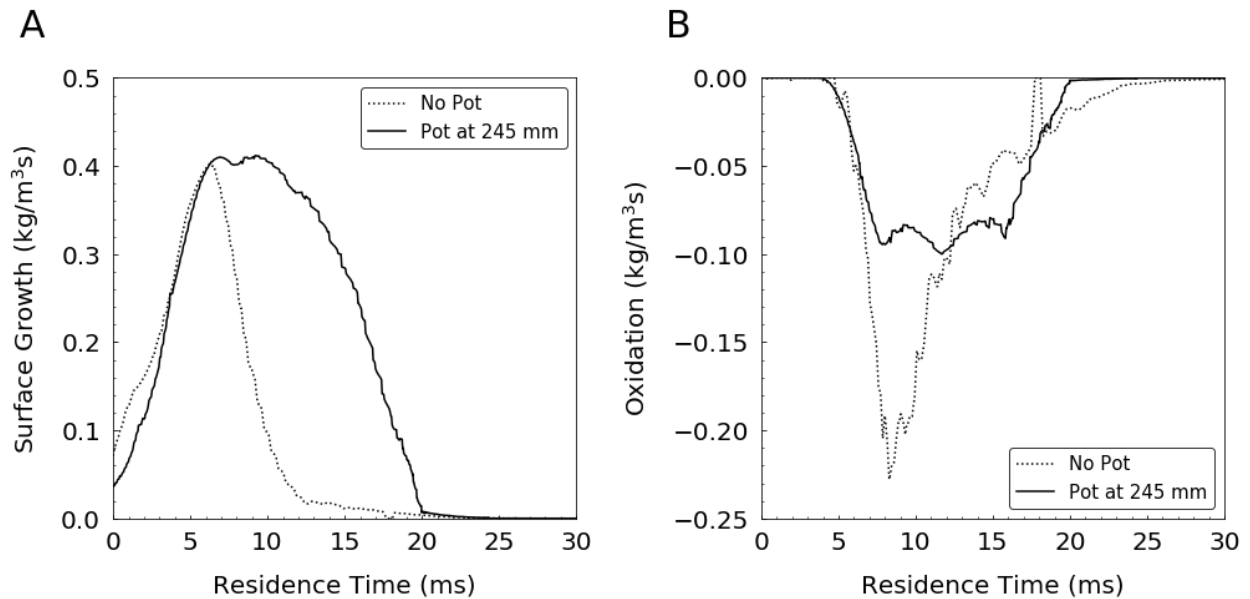 A
0.5
0.4
0.3
0.2
0.1
0.0
Surface Growth (kg/m³s)
No Pot
Pot at 245 mm
0 5 10 15 20 25 30
Residence Time (ms)
B
0.00
−0.05
−0.10
−0.15
−0.20
−0.25
Oxidation (kg/m³s)
No Pot
Pot at 245 mm
0 5 10 15 20 25 30
Residence Time (ms)